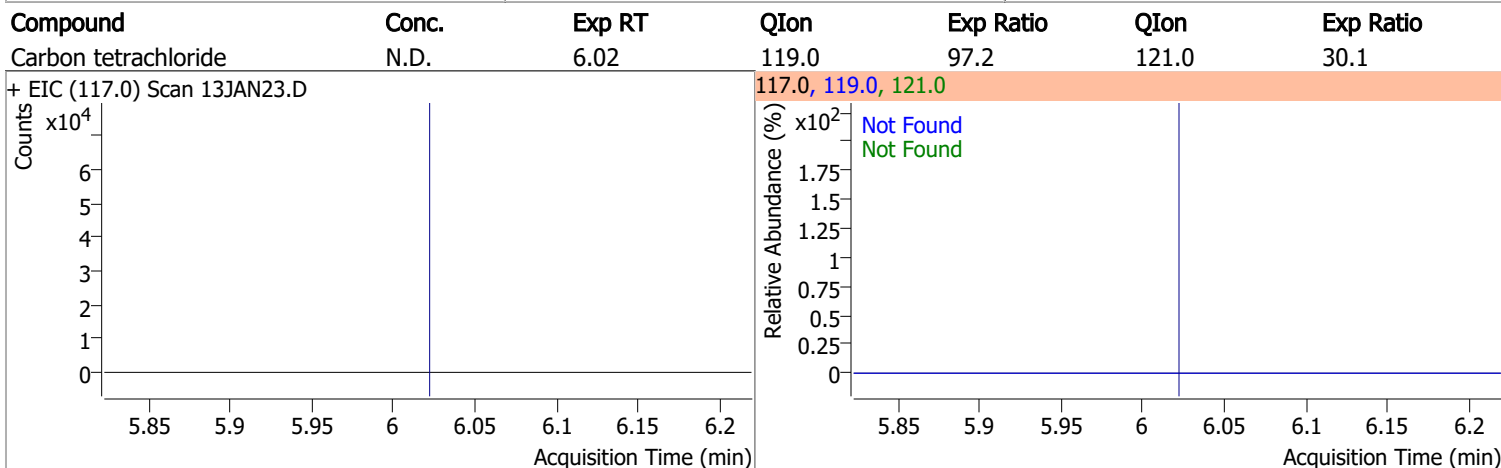 Compound Conc. Exp RT QIon Exp Ratio QIon Exp Ratio
Carbon tetrachloride N.D. 6.02 119.0 97.2 121.0 30.1
+ EIC (117.0) Scan 13JAN23.D
Counts
x10⁴
6
5
4
3
2
1
0
5.85 5.9 5.95 6 6.05 6.1 6.15 6.2
Acquisition Time (min)
117.0, 119.0, 121.0
Relative Abundance (%)
x10²
Not Found
Not Found
1.75
1.5
1.25
1
0.75
0.5
0.25
0
5.85 5.9 5.95 6 6.05 6.1 6.15 6.2
Acquisition Time (min)